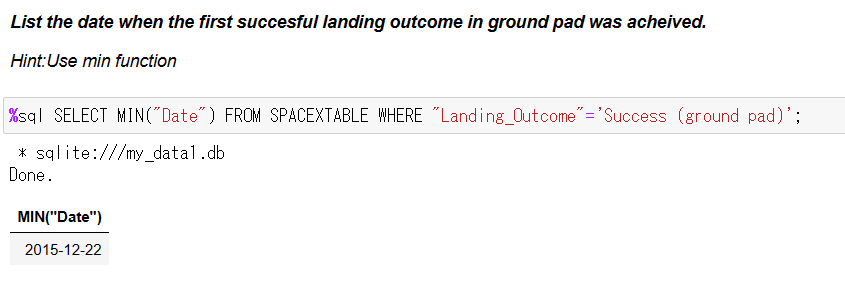 List the date when the first succesful landing outcome in ground pad was acheived.
Hint:Use min function
%sql SELECT MIN("Date") FROM SPACEXTABLE WHERE "Landing_Outcome"='Success (ground pad)';
* sqlite:///my_data1.db
Done.
MIN("Date")
2015-12-22